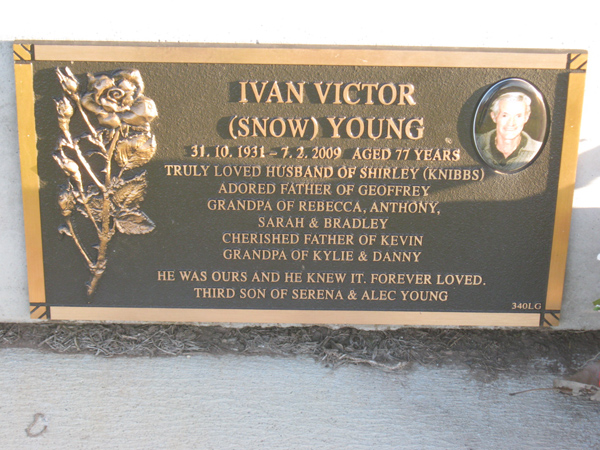 IVAN VICTOR
(SNOW) YOUNG
31. 10. 1931 - 7. 2. 2009 AGED 77 YEARS
TRULY LOVED HUSBAND OF SHIRLEY (KNIBBS)
ADORED FATHER OF GEOFFREY
GRANDPA OF REBECCA, ANTHONY,
SARAH & BRADLEY
CHERISHED FATHER OF KEVIN
GRANDPA OF KYLIE & DANNY
HE WAS OURS AND HE KNEW IT. FOREVER LOVED.
THIRD SON OF SERENA & ALEC YOUNG
340LG